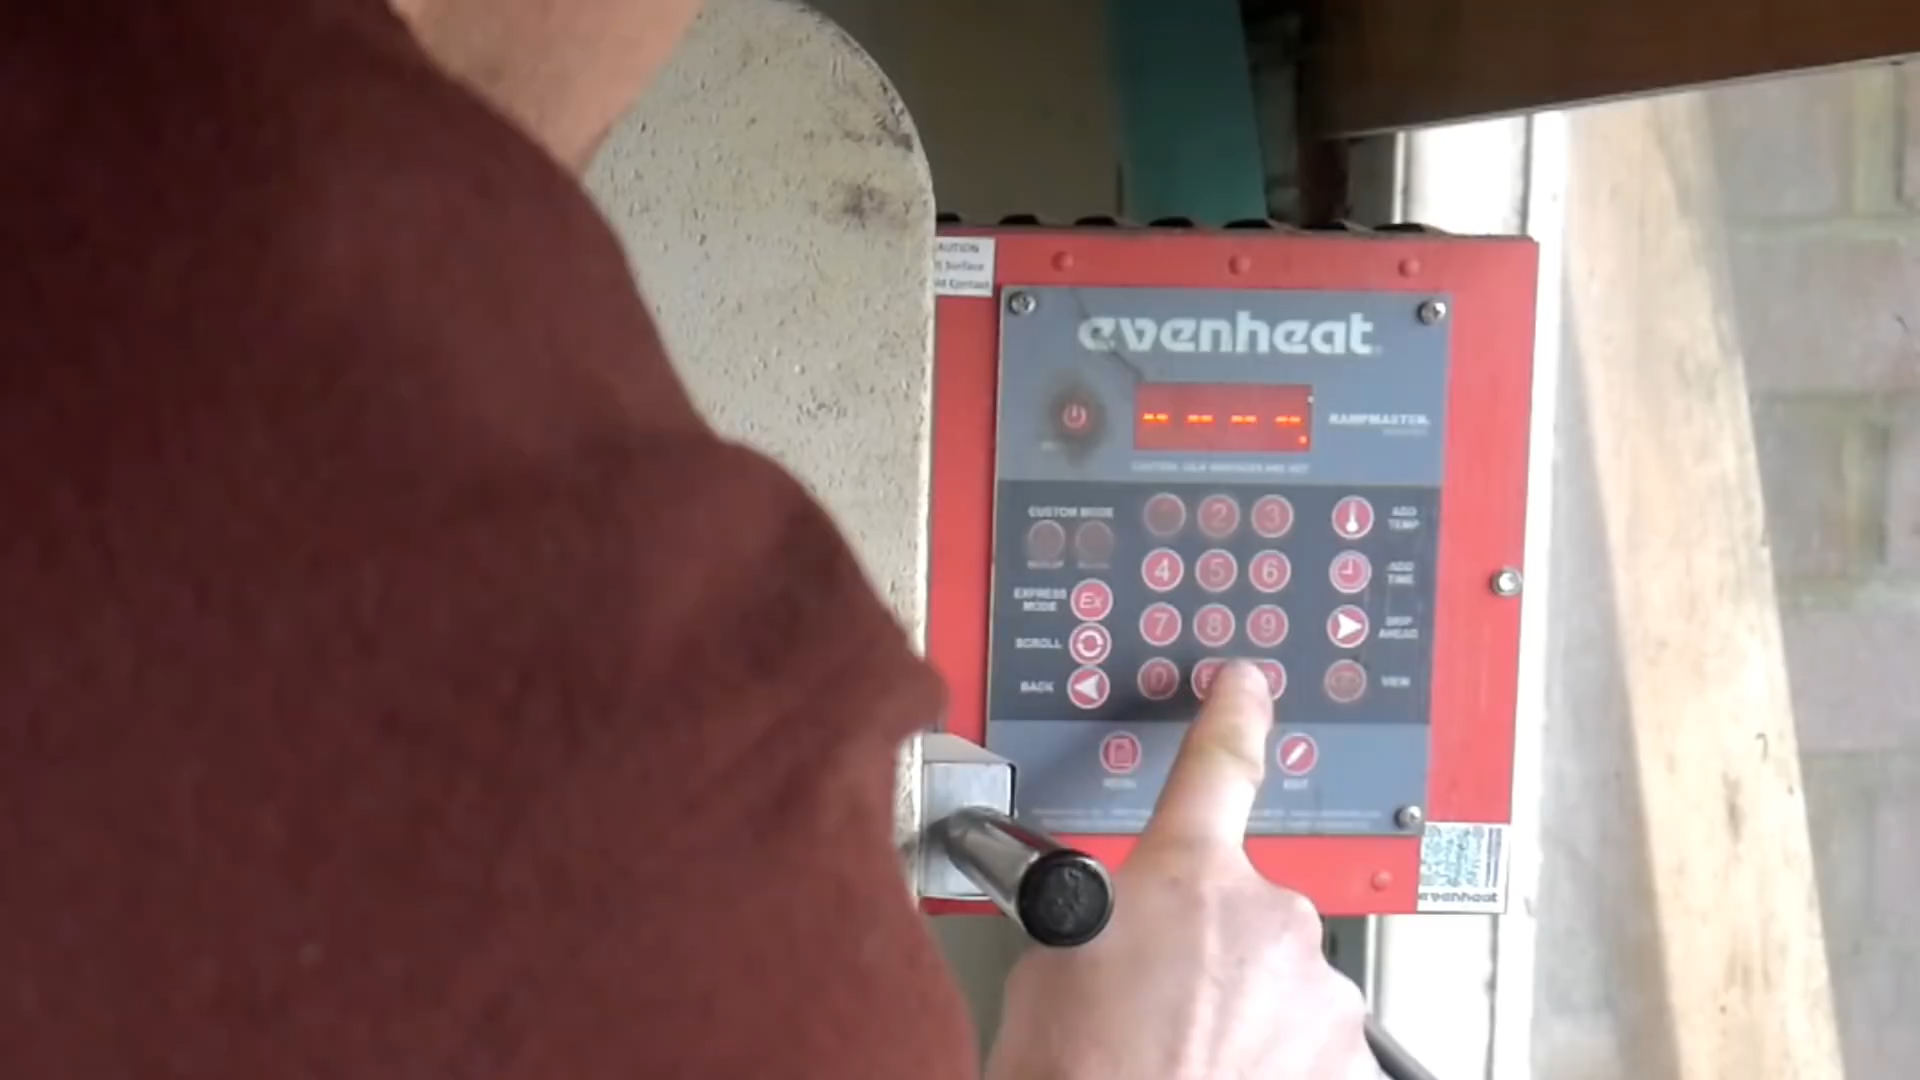 AUTION
Surface
evenheat
-- -- -- --
RAMPMASTER
CUSTOM MODE
2 3
ADD TEMP
4 5 6
ADD TIME
EXPRESS MODE Ex
7 8 9
SKIP AHEAD
SCROLL
BACK
0
VIEW
EDIT
evenheat